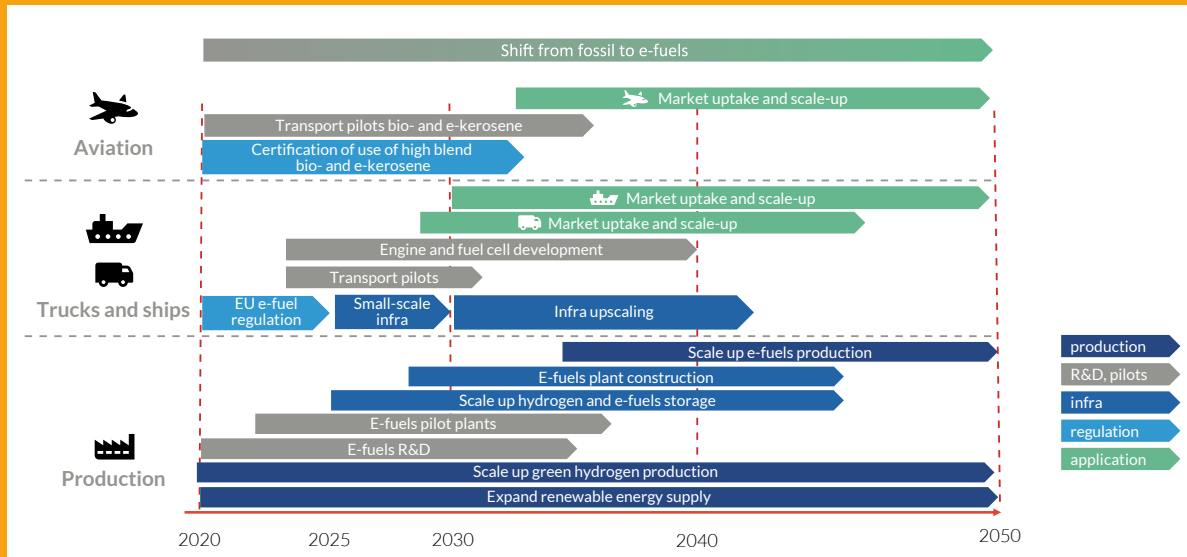 Shift from fossil to e-fuels
Market uptake and scale-up
Transport pilots bio- and e-kerosene
Aviation
Certification of use of high blend
bio- and e-kerosene
Market uptake and scale-up
Market uptake and scale-up
Engine and fuel cell development
Transport pilots
Trucks and ships
EU e-fuel
regulation
Small-scale
infra
Infra upscaling
Scale up e-fuels production
E-fuels plant construction
Scale up hydrogen and e-fuels storage
E-fuels pilot plants
E-fuels R&D
Production
Scale up green hydrogen production
Expand renewable energy supply
2020
2025
2030
2040
2050
production
R&D, pilots
infra
regulation
application